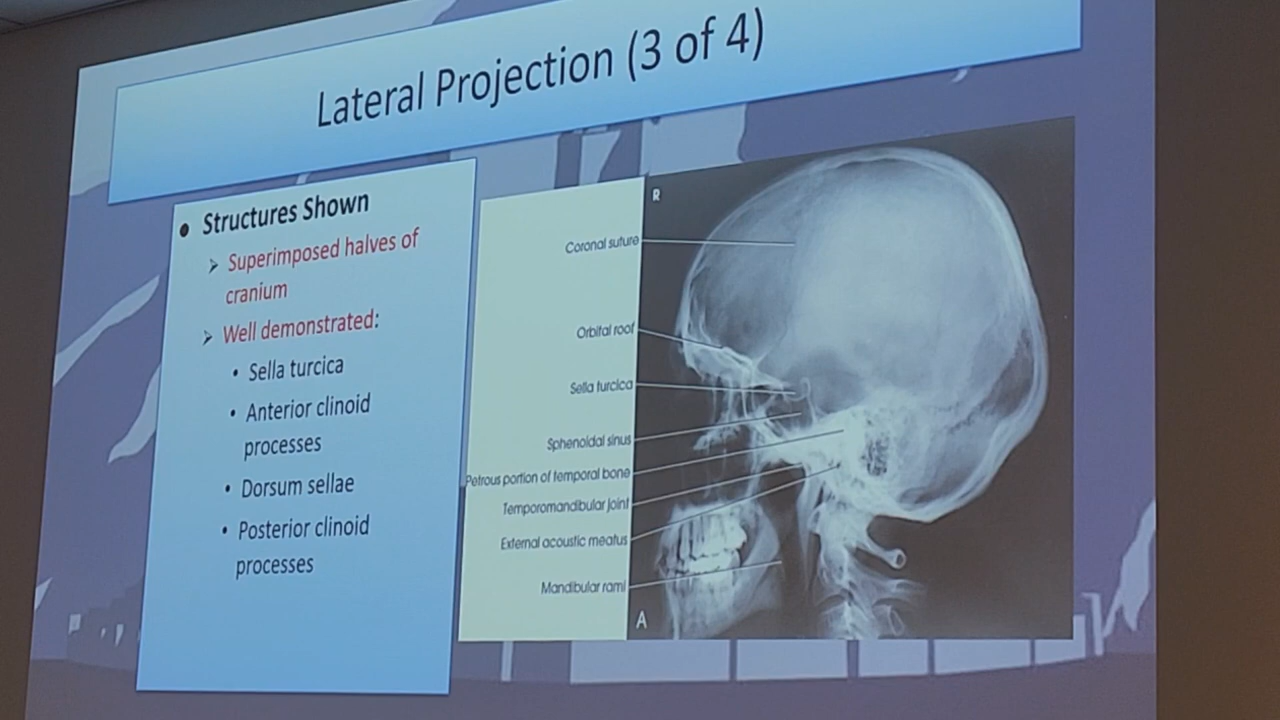 Lateral Projection (3 of 4)
• Structures Shown
➢ Superimposed halves of
cranium
➢ Well demonstrated:
• Sella turcica
• Anterior clinoid
processes
• Dorsum sellae
• Posterior clinoid
processes
R
Coronal suture
Orbital roof
Sella turcica
Sphenoidal sinus
Petrous portion of temporal bone
Temporomandibular joint
External acoustic meatus
Mandibular rami
A